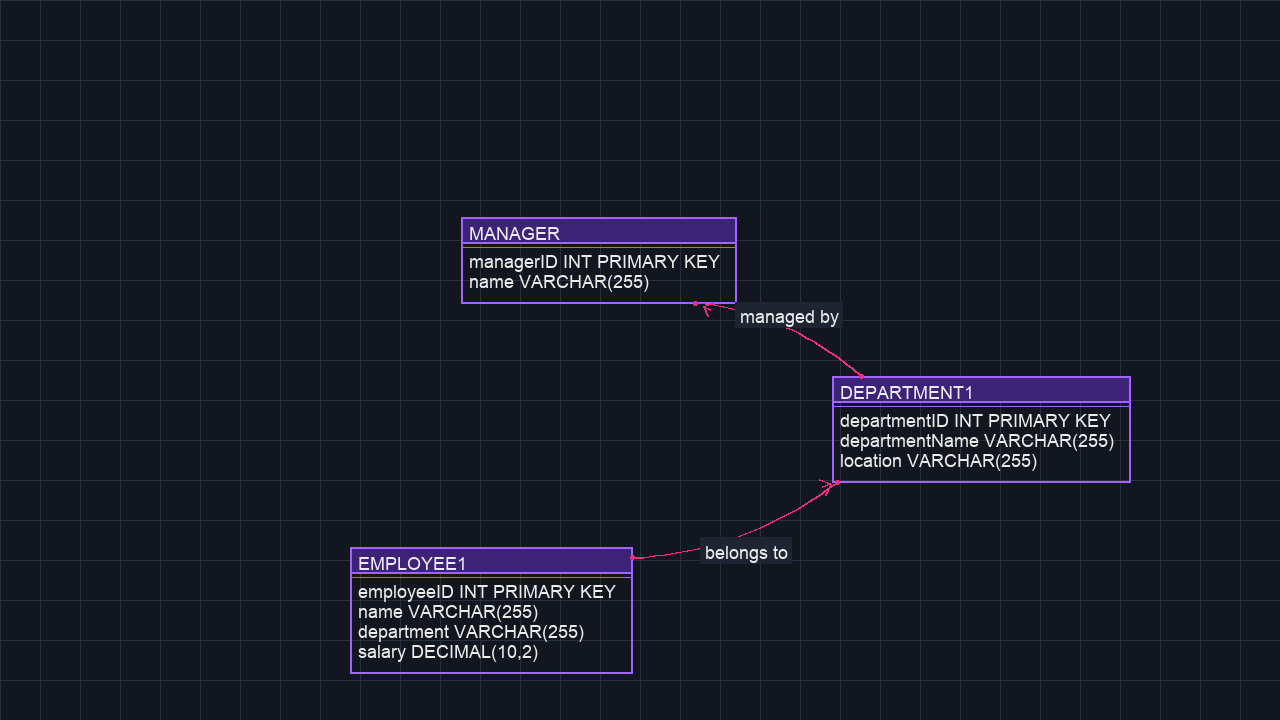 MANAGER
managerID INT PRIMARY KEY
name VARCHAR(255)
managed by
DEPARTMENT1
departmentID INT PRIMARY KEY
departmentName VARCHAR(255)
location VARCHAR(255)
belongs to
EMPLOYEE1
employeeID INT PRIMARY KEY
name VARCHAR(255)
department VARCHAR(255)
salary DECIMAL(10,2)